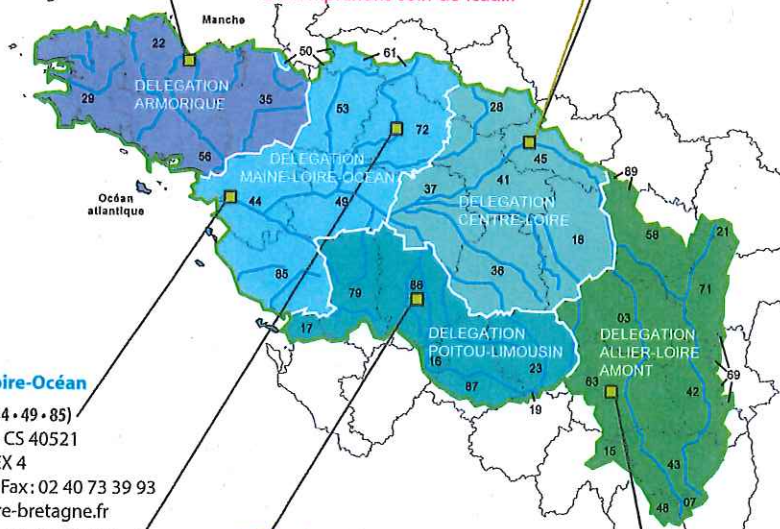 Manche
22
50
61
DELEGATION
ARMORIQUE
29
35
53
28
72
56
45
DELEGATION
MAINE-LOIRE-OCÉAN
41
89
37
Océan
atlantique
44
49
DELEGATION
CENTRE-LOIRE
58
21
18
85
36
71
79
86
03
17
DELEGATION
POITOU-LIMOUSIN
DELEGATION
ALLIER-LOIRE
AMONT
16
23
69
87
63
42
19
15
43
48
07
oire-Océan
4 • 49 • 85)
CS 40521
EX 4
Fax : 02 40 73 39 93
re-bretagne.fr